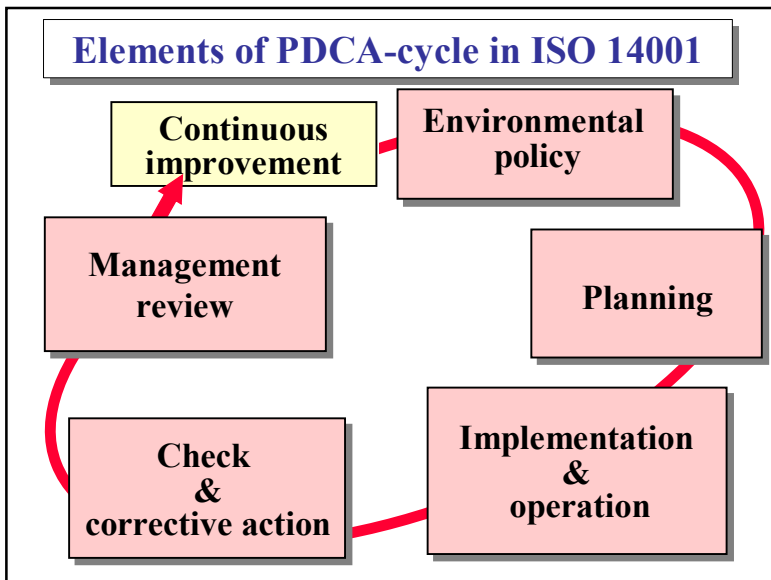 Elements of PDCA-cycle in ISO 14001
Continuous
improvement
Environmental
policy
Planning
Implementation
&
operation
Check
&
corrective action
Management
review